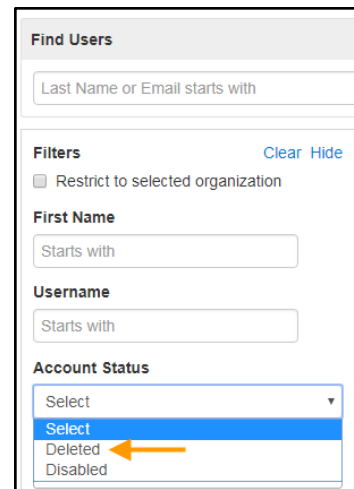 Find Users
Last Name or Email starts with
Filters Clear Hide
Restrict to selected organization
First Name
Starts with
Username
Starts with
Account Status
Select
Select
Deleted
Disabled